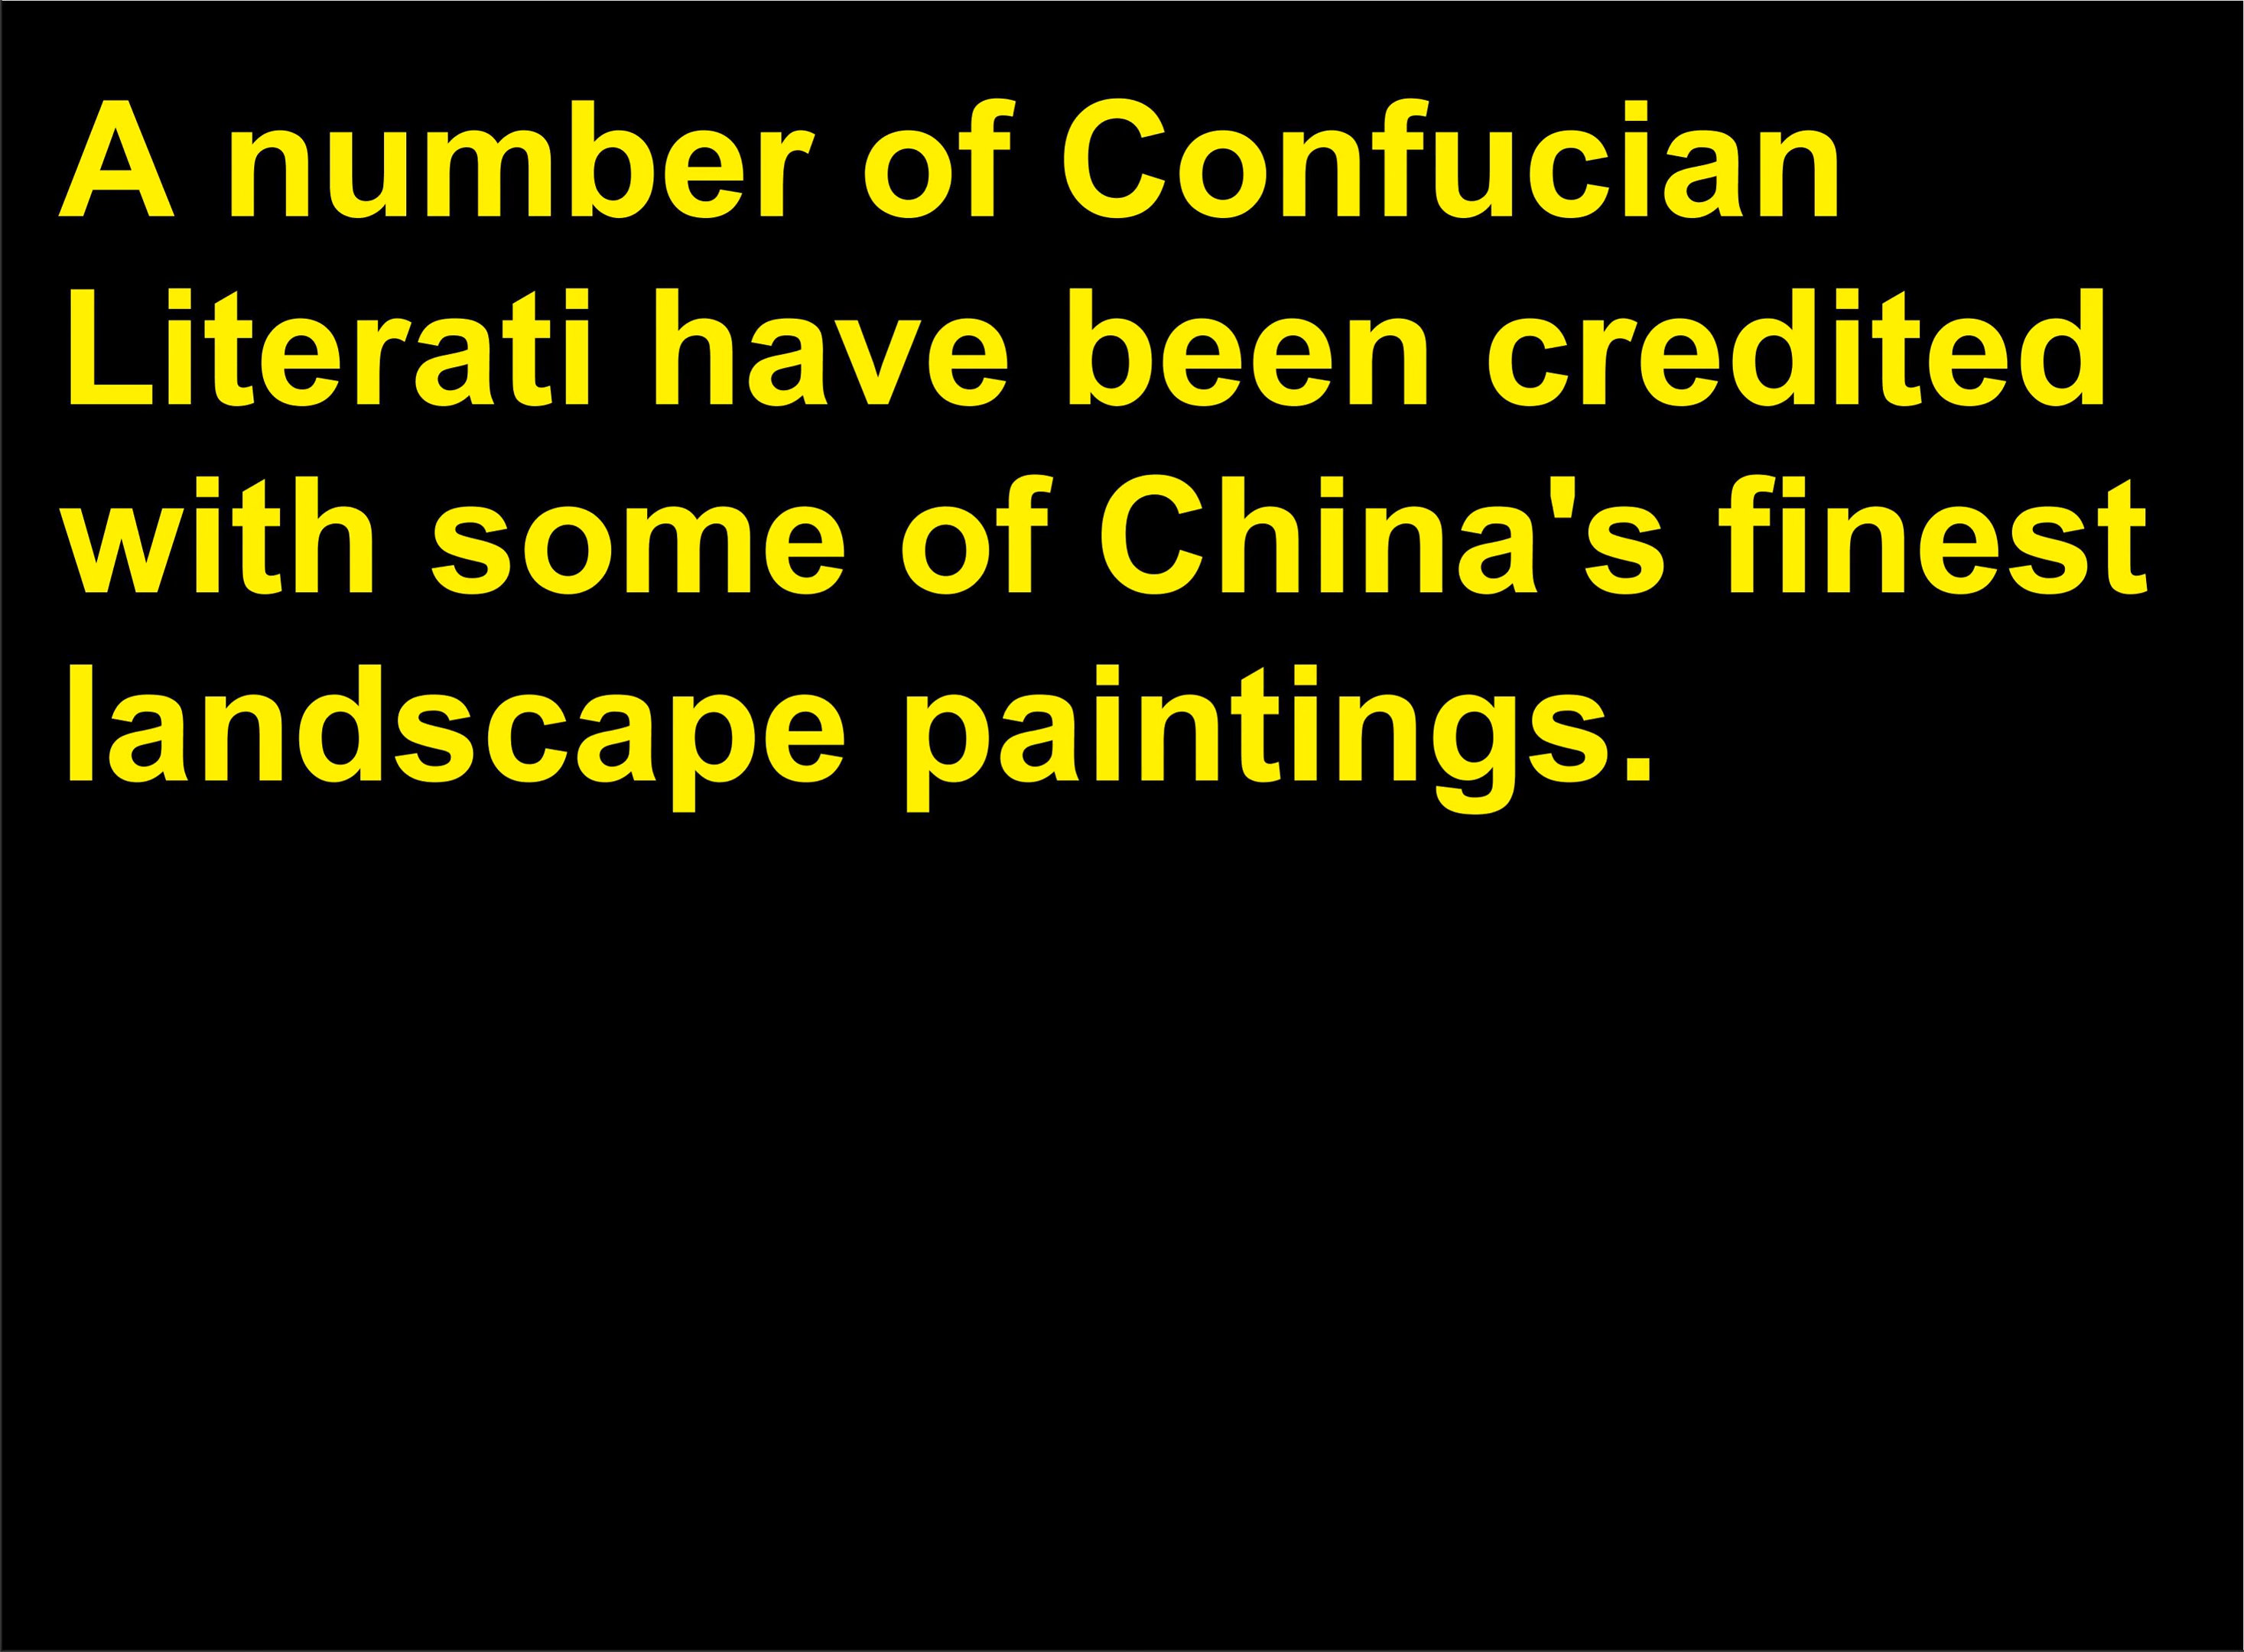 A number of Confucian
Literati have been credited
with some of China's finest
landscape paintings.